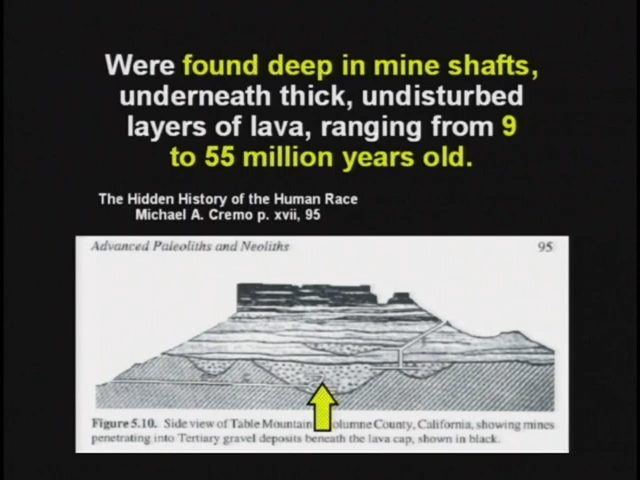 Were found deep in mine shafts,
underneath thick, undisturbed
layers of lava, ranging from 9
to 55 million years old.
The Hidden History of the Human Race
Michael A. Cremo p. xvii, 95
Advanced Paleoliths and Neoliths 95
Figure 5.10. Side view of Table Mountain olumne County, California, showing mines
penetrating into Tertiary gravel deposits beneath the lava cap, shown in black.